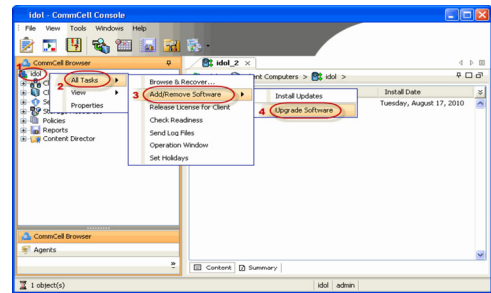 idol - CommCell Console
File View Tools Windows Help
CommCell Browser
idol_2
1 idol
ent Computers > idol >
2 All Tasks
View
Properties
Browse & Recover...
3 Add/Remove Software
Release License for Client
Check Readiness
Send Log Files
Operation Window
Set Holidays
Install Updates
4 Upgrade Software
Install Date
Tuesday, August 17, 2010
Policies
Reports
Content Director
CommCell Browser
Agents
Content Summary
1 object(s)
idol admin